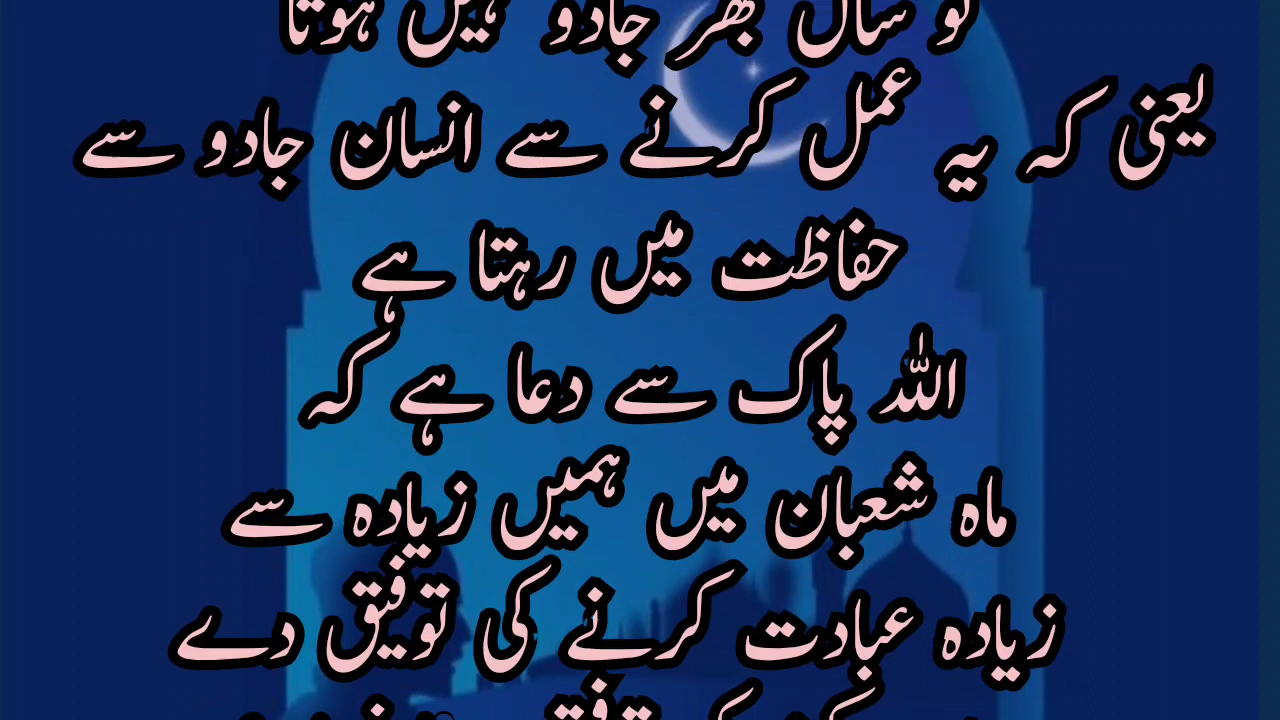 تو سال بھر جادو نہیں ہوتا
یعنی کہ یہ عمل کرنے سے انسان جادو سے
حفاظت میں رہتا ہے
اللہ پاک سے دعا ہے کہ
ماہ شعبان میں ہمیں زیادہ سے
زیادہ عبادت کرنے کی توفیق دے